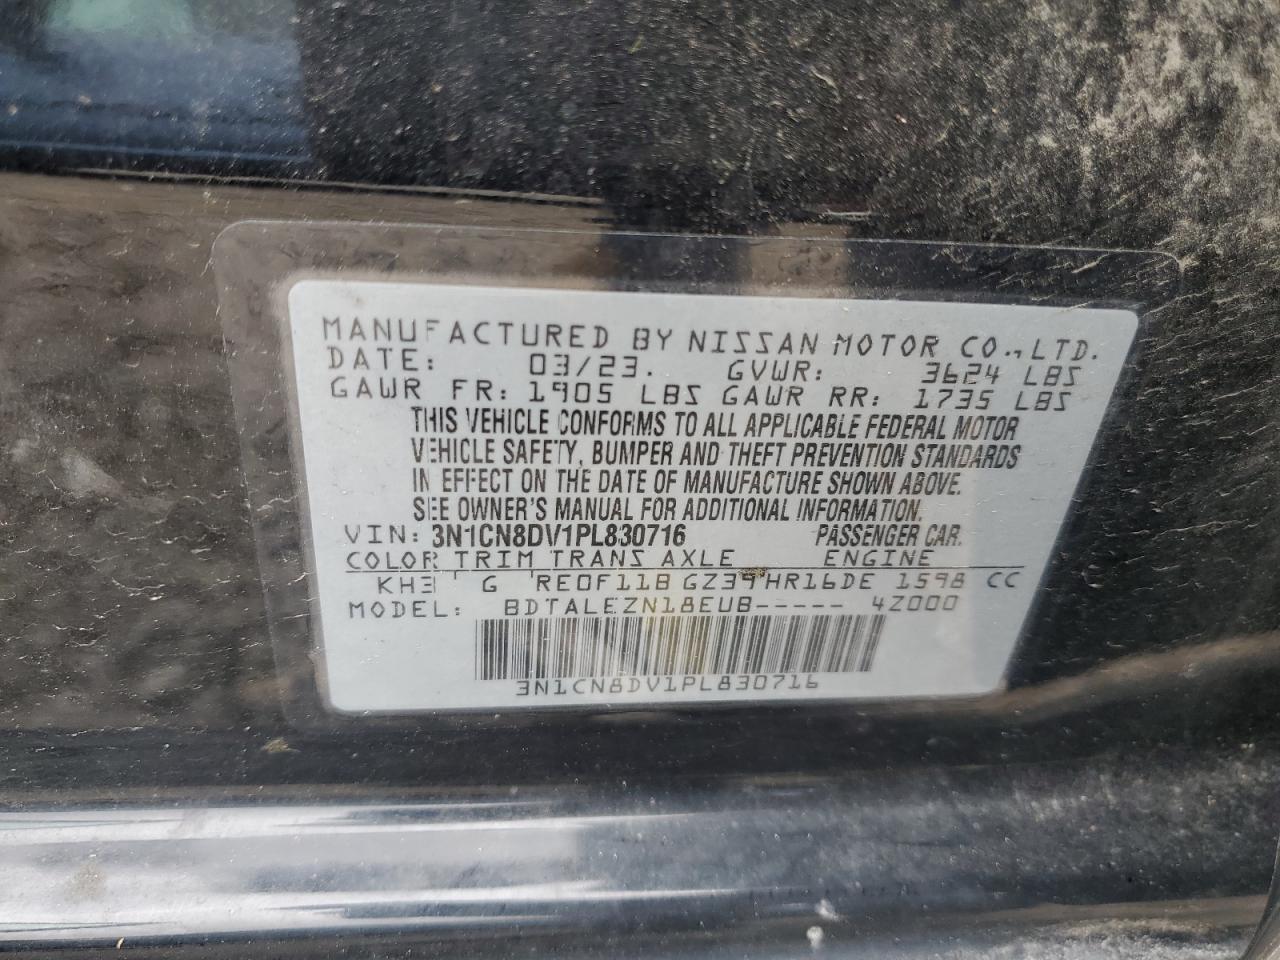 MANUFACTURED BY NISSAN MOTOR CO.,LTD.
DATE: 03/23. GVWR: 3624 LBS
GAWR FR: 1905 LBS GAWR RR: 1735 LBS
THIS VEHICLE CONFORMS TO ALL APPLICABLE FEDERAL MOTOR
VEHICLE SAFETY, BUMPER AND THEFT PREVENTION STANDARDS
IN EFFECT ON THE DATE OF MANUFACTURE SHOWN ABOVE.
SEE OWNER'S MANUAL FOR ADDITIONAL INFORMATION.
VIN: 3N1CN8DV1PL830716 PASSENGER CAR.
COLOR TRIM TRANS AXLE ENGINE
KH3 G RE0F11B GZ39 HR16DE 1598 CC
MODEL: BDTALEZN18EUB----- 4Z000
3N1CN8DV1PL830716